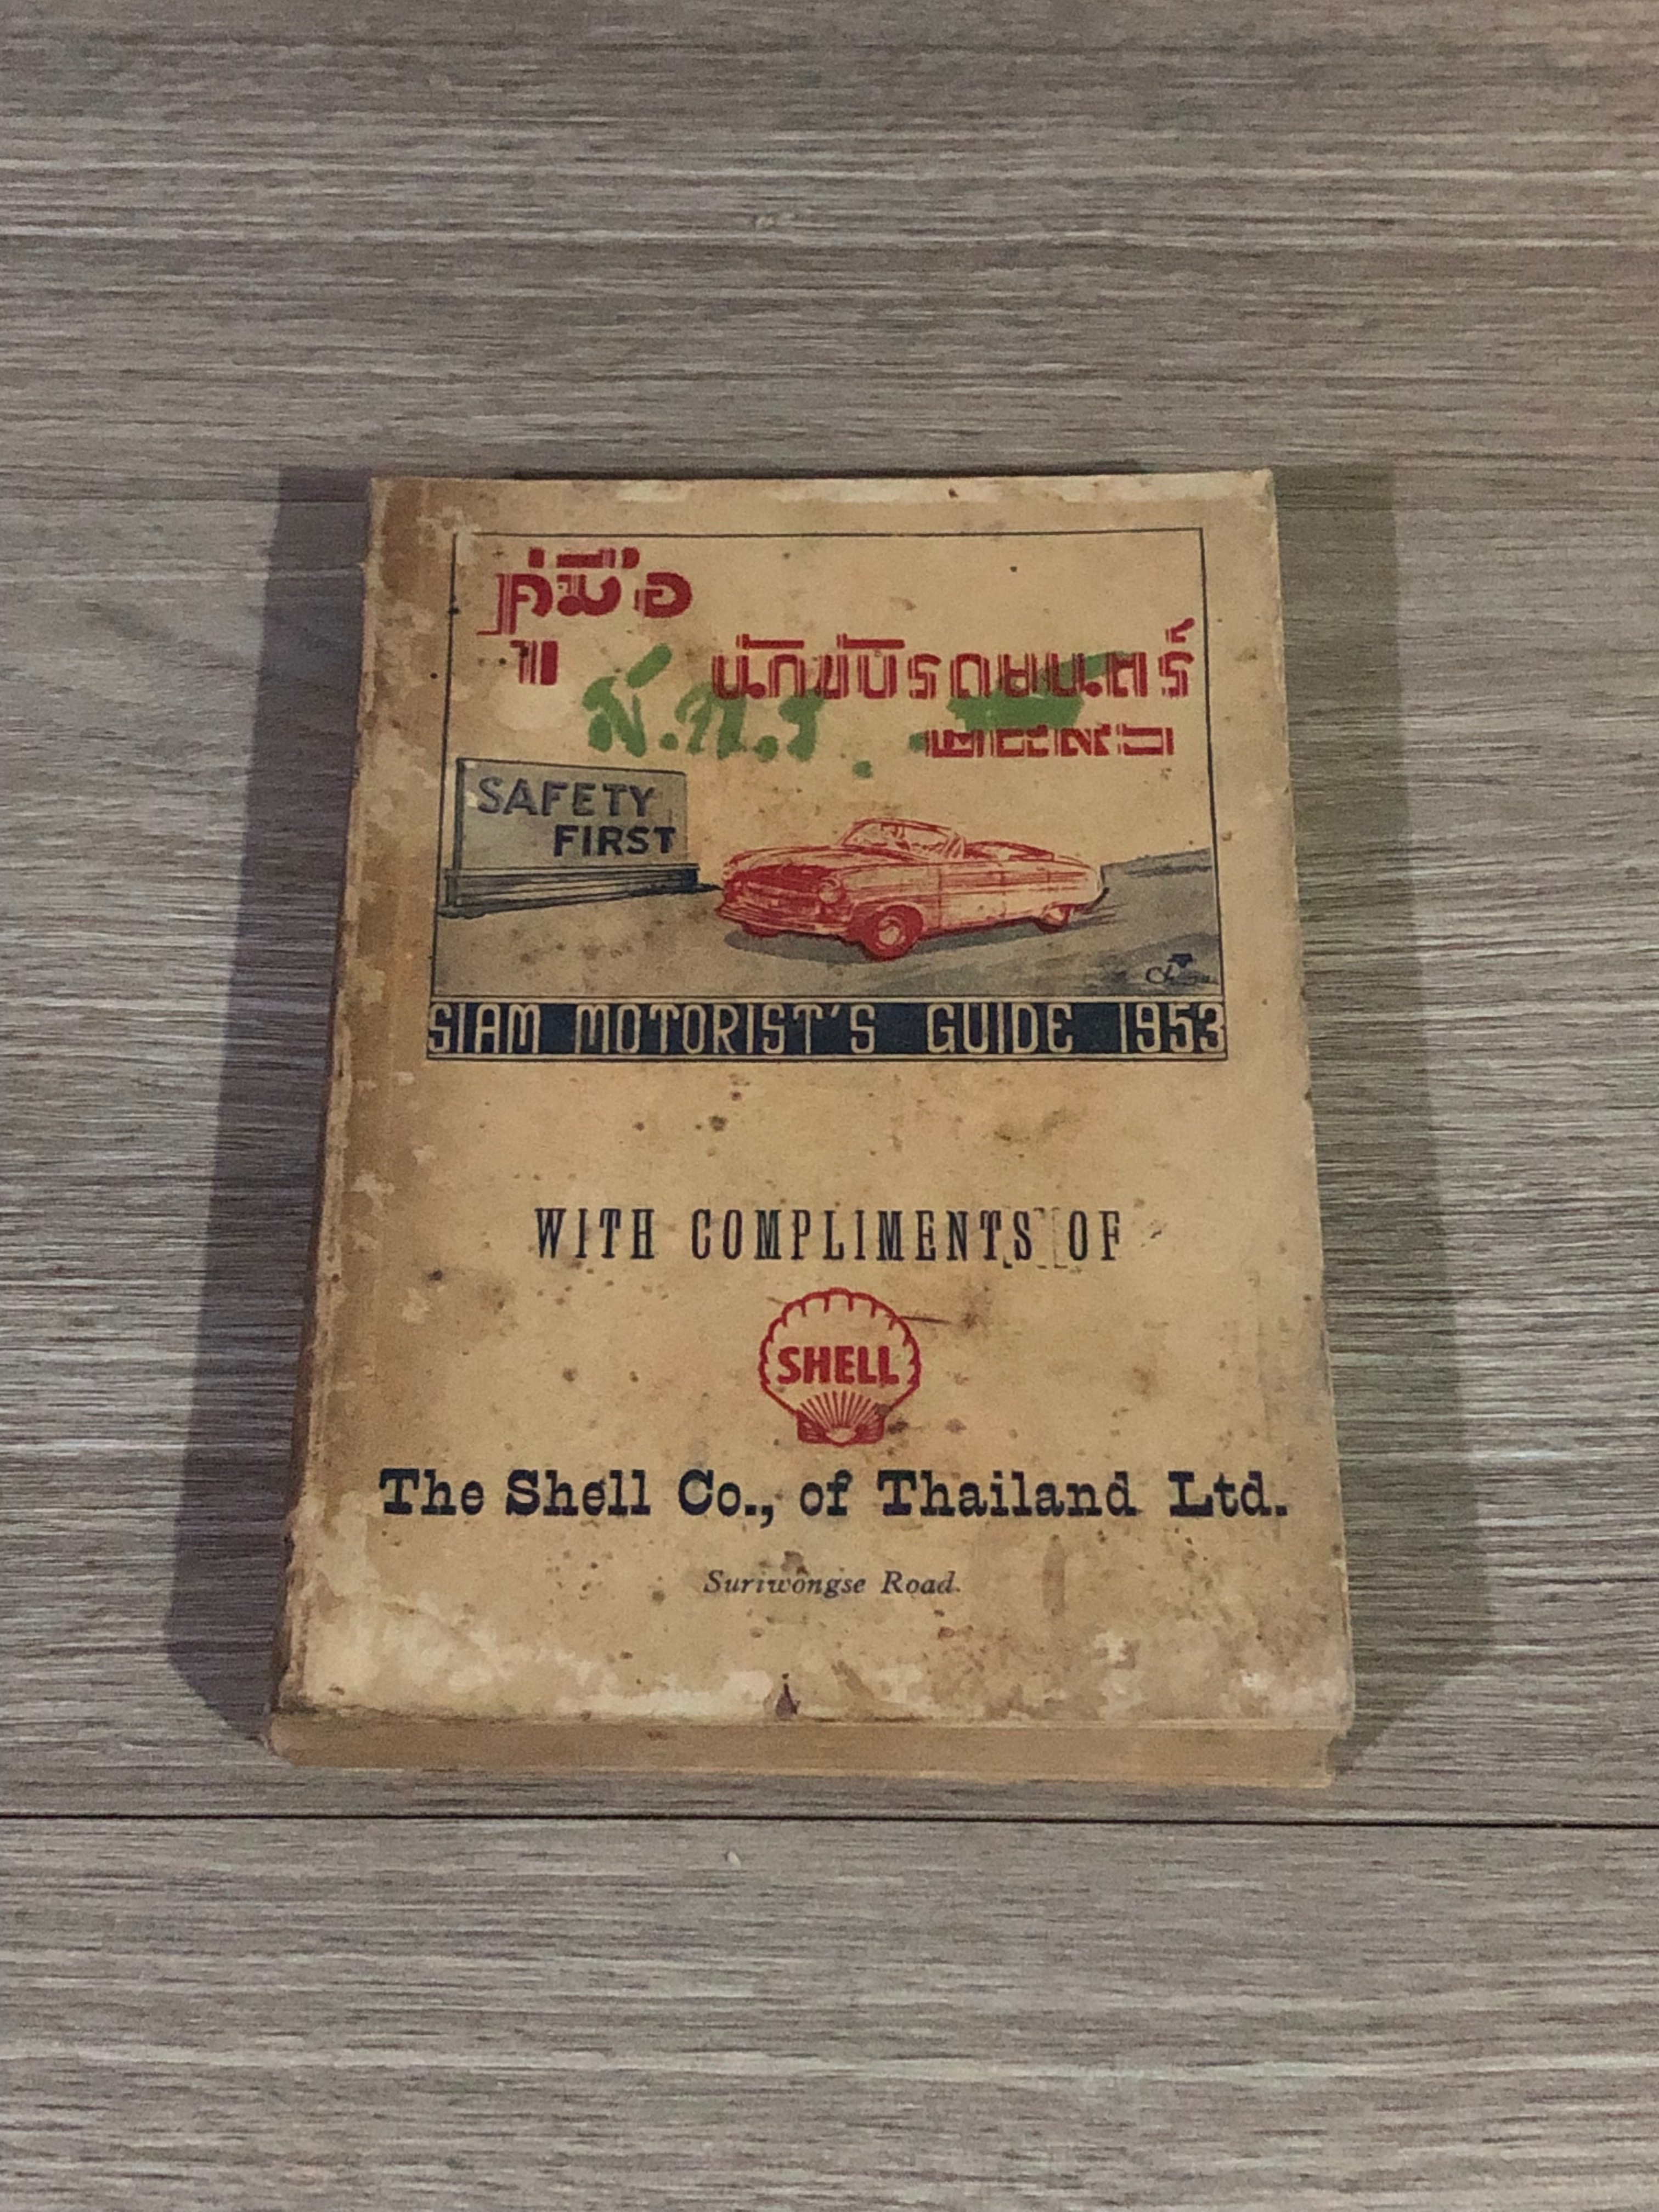 คู่มือ
นักขับรถยนตร์
๒๔๙๖
SAFETY
FIRST
SIAM MOTORIST'S GUIDE 1953
WITH COMPLIMENTS OF
SHELL
The Shell Co., of Thailand Ltd.
Suriwongse Road.